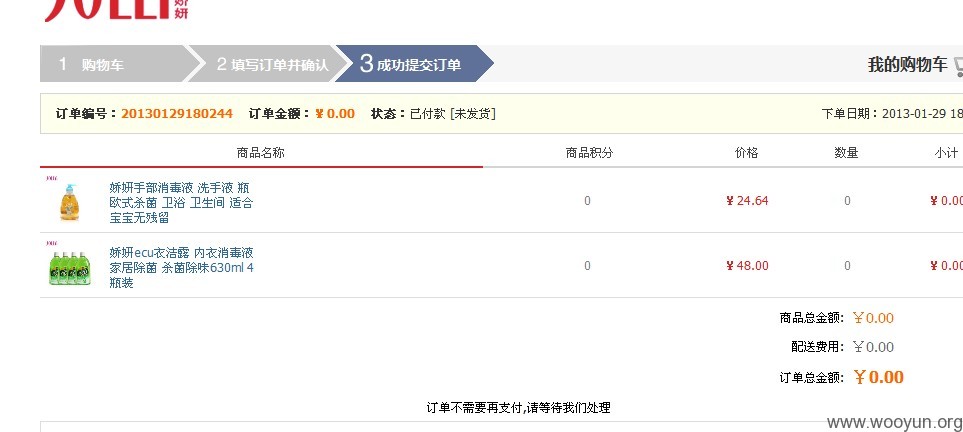 娇妍
1 购物车
2 填写订单并确认
3 成功提交订单
我的购物车
订单编号：20130129180244 订单金额：¥ 0.00 状态：已付款 [未发货] 下单日期：2013-01-29 18
商品名称 商品积分 价格 数量 小计
娇妍手部消毒液 洗手液 瓶
欧式杀菌 卫浴 卫生间 适合
宝宝无残留
0 ¥ 24.64 0 ¥ 0.00
娇妍ecu衣洁露 内衣消毒液
家居除菌 杀菌除味630ml 4
瓶装
0 ¥ 48.00 0 ¥ 0.00
商品总金额: ￥0.00
配送费用: ￥0.00
订单总金额: ￥0.00
订单不需要再支付,请等待我们处理
www.wooyun.org